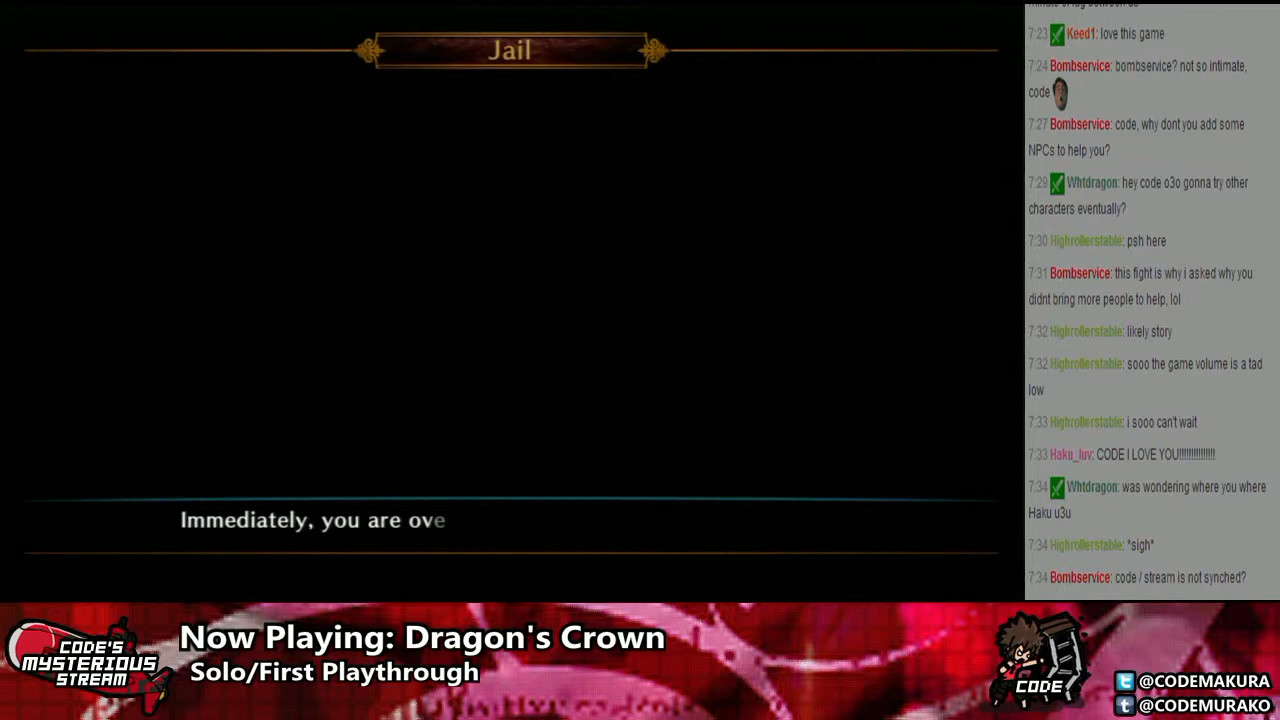 Jail
Immediately, you are ove
7:23 Keed1: love this game
7:24 Bombservice: bombservice? not so intimate,
code
7:27 Bombservice: code, why dont you add some
NPCs to help you?
7:29 Whtdragon: hey code o3o gonna try other
characters eventually?
7:30 Highrollerstable: psh here
7:31 Bombservice: this fight is why i asked why you
didnt bring more people to help, lol
7:32 Highrollerstable: likely story
7:32 Highrollerstable: sooo the game volume is a tad
low
7:33 Highrollerstable: i sooo can't wait
7:33 Haku_luv: CODE I LOVE YOU!!!!!!!!!!!!!!!
7:34 Whtdragon: was wondering where you where
Haku u3u
7:34 Highrollerstable: *sigh*
7:34 Bombservice: code / stream is not synched?
CODE'S
MYSTERIOUS
STREAM
Now Playing: Dragon's Crown
Solo/First Playthrough
CODE
@CODEMAKURA
@CODEMURAKO